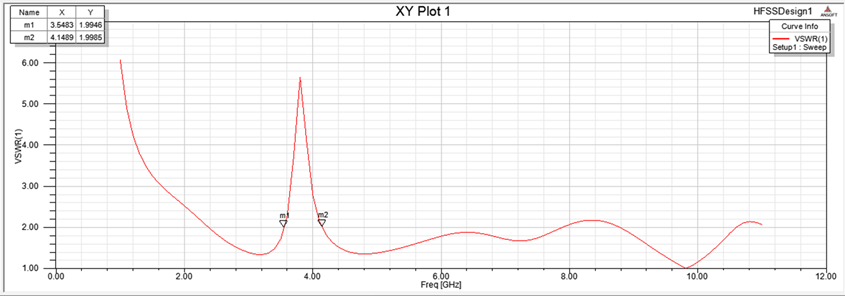 XY Plot 1
HFSSDesign1
ANSOFT
Name X Y
m1 3.5483 1.9946
m2 4.1489 1.9985
Curve Info
VSWR(1)
Setup1 : Sweep
6.00
5.00
4.00
3.00
2.00
1.00
VSWR(1)
m1
m2
0.00 2.00 4.00 6.00 8.00 10.00 12.00
Freq [GHz]